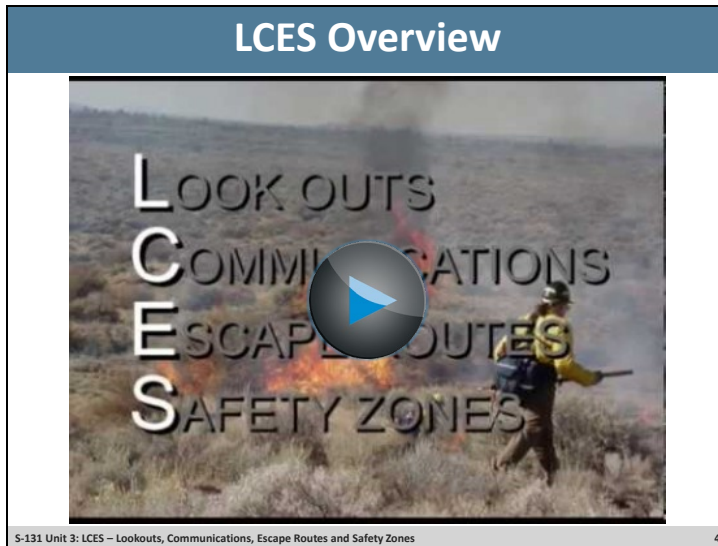 LCES Overview
LOOK OUTS
COMMUNICATIONS
ESCAPE ROUTES
SAFETY ZONES
S-131 Unit 3: LCES – Lookouts, Communications, Escape Routes and Safety Zones 4